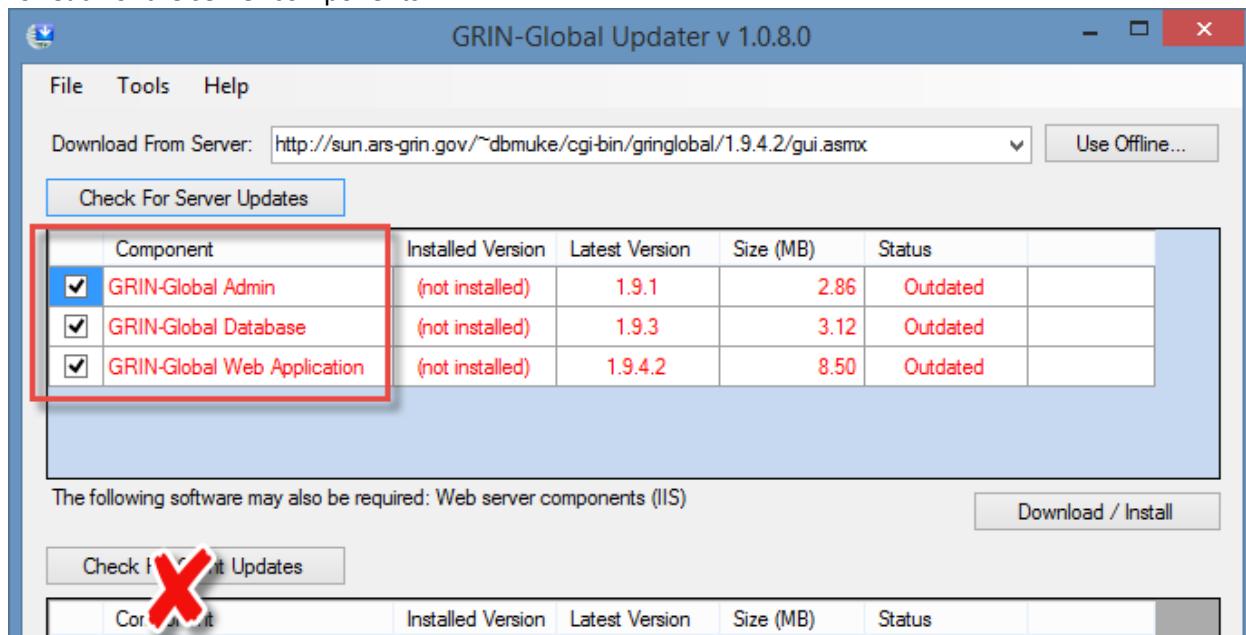 GRIN-Global Updater v 1.0.8.0
File Tools Help
Download From Server: http://sun.ars-grin.gov/~dbmuke/cgi-bin/gringlobal/1.9.4.2/gui.asmx Use Offline...
Check For Server Updates
Component Installed Version Latest Version Size (MB) Status
GRIN-Global Admin (not installed) 1.9.1 2.86 Outdated
GRIN-Global Database (not installed) 1.9.3 3.12 Outdated
GRIN-Global Web Application (not installed) 1.9.4.2 8.50 Outdated
The following software may also be required: Web server components (IIS)
Download / Install
Check Updates
Installed Version Latest Version Size (MB) Status